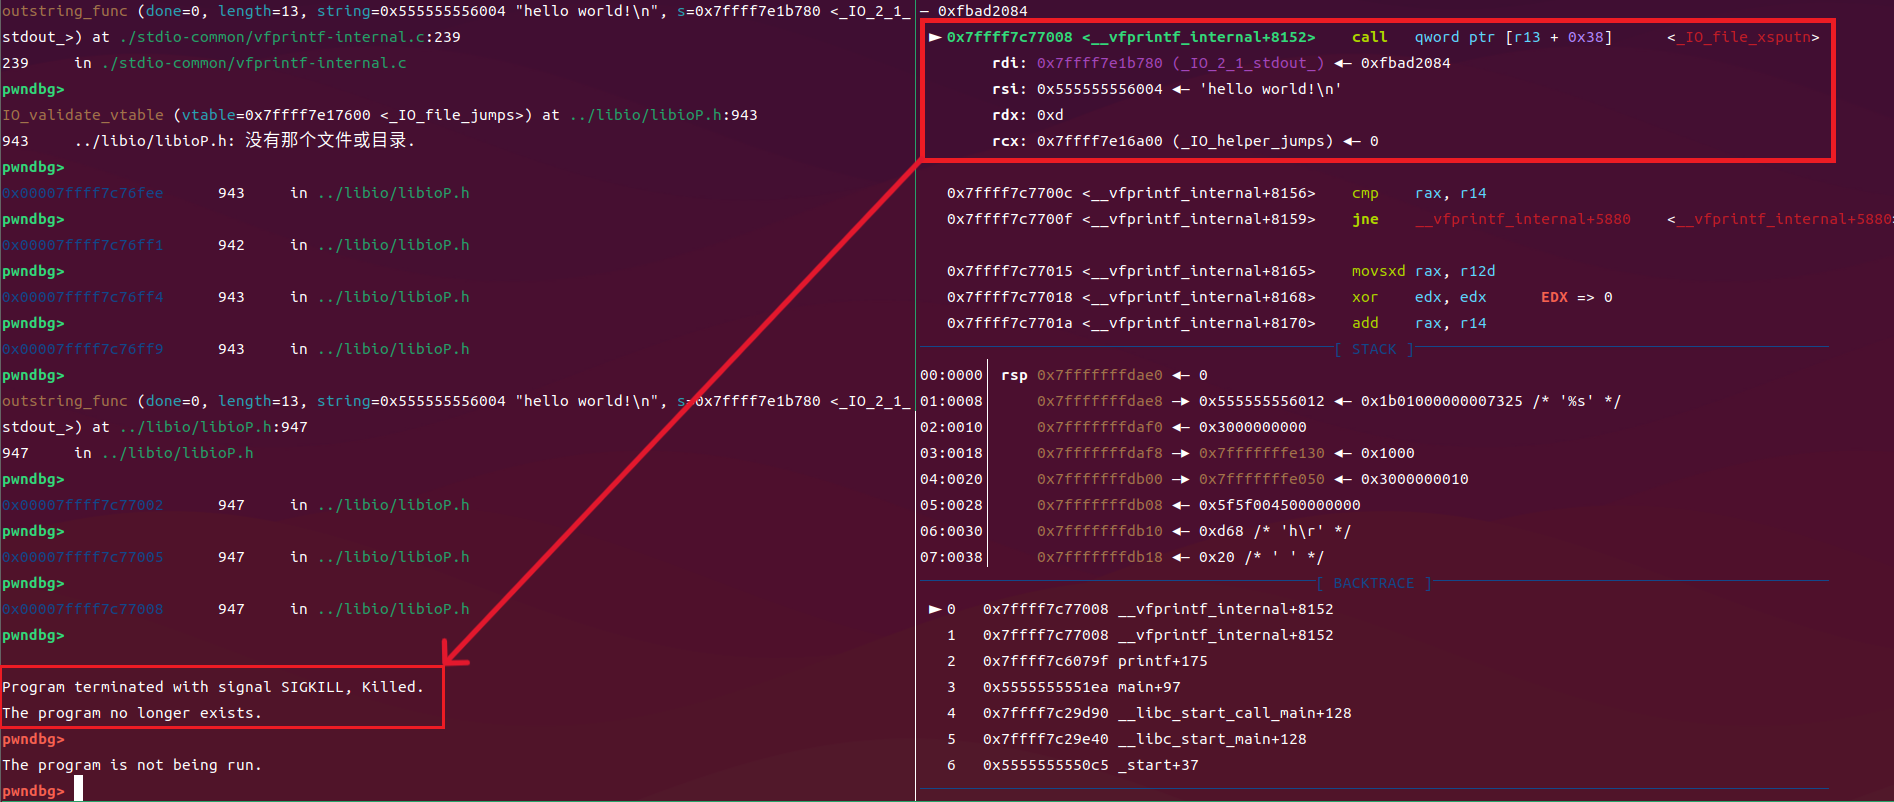 outstring_func (done=0, length=13, string=0x555555556004 "hello world!\n", s=0x7ffff7e1b780 <_IO_2_1_
stdout_>) at ./stdio-common/vfprintf-internal.c:239
239     in ./stdio-common/vfprintf-internal.c
pwndbg>
IO_validate_vtable (vtable=0x7ffff7e17600 <_IO_file_jumps>) at ../libio/libioP.h:943
943     ../libio/libioP.h: 没有那个文件或目录.
pwndbg>
0x00007ffff7c76fee      943     in ../libio/libioP.h
pwndbg>
0x00007ffff7c76ff1      942     in ../libio/libioP.h
pwndbg>
0x00007ffff7c76ff4      943     in ../libio/libioP.h
pwndbg>
0x00007ffff7c76ff9      943     in ../libio/libioP.h
pwndbg>
outstring_func (done=0, length=13, string=0x555555556004 "hello world!\n", s=0x7ffff7e1b780 <_IO_2_1_
stdout_>) at ../libio/libioP.h:947
947     in ../libio/libioP.h
pwndbg>
0x00007ffff7c77002      947     in ../libio/libioP.h
pwndbg>
0x00007ffff7c77005      947     in ../libio/libioP.h
pwndbg>
0x00007ffff7c77008      947     in ../libio/libioP.h
pwndbg>
Program terminated with signal SIGKILL, Killed.
The program no longer exists.
pwndbg>
The program is not being run.
pwndbg>
— 0xfbad2084
► 0x7ffff7c77008 <__vfprintf_internal+8152>    call   qword ptr [r13 + 0x38]      <_IO_file_xsputn>
rdi: 0x7ffff7e1b780 (_IO_2_1_stdout_) ◂— 0xfbad2084
rsi: 0x555555556004 ◂— 'hello world!\n'
rdx: 0xd
rcx: 0x7ffff7e16a00 (_IO_helper_jumps) ◂— 0
0x7ffff7c7700c <__vfprintf_internal+8156>    cmp    rax, r14
0x7ffff7c7700f <__vfprintf_internal+8159>    jne    __vfprintf_internal+5880    <__vfprintf_internal+5880>
0x7ffff7c77015 <__vfprintf_internal+8165>    movsxd rax, r12d
0x7ffff7c77018 <__vfprintf_internal+8168>    xor    edx, edx      EDX => 0
0x7ffff7c7701a <__vfprintf_internal+8170>    add    rax, r14
[ STACK ]
00:0000│ rsp 0x7fffffffdae0 ◂— 0
01:0008│     0x7fffffffdae8 —▸ 0x555555556012 ◂— 0x1b01000000007325 /* '%s' */
02:0010│     0x7fffffffdaf0 ◂— 0x3000000000
03:0018│     0x7fffffffdaf8 —▸ 0x7fffffffe130 ◂— 0x1000
04:0020│     0x7fffffffdb00 —▸ 0x7fffffffe050 ◂— 0x3000000010
05:0028│     0x7fffffffdb08 ◂— 0x5f5f004500000000
06:0030│     0x7fffffffdb10 ◂— 0xd68 /* 'h\r' */
07:0038│     0x7fffffffdb18 ◂— 0x20 /* ' ' */
[ BACKTRACE ]
► 0   0x7ffff7c77008 __vfprintf_internal+8152
1   0x7ffff7c77008 __vfprintf_internal+8152
2   0x7ffff7c6079f printf+175
3   0x5555555551ea main+97
4   0x7ffff7c29d90 __libc_start_call_main+128
5   0x7ffff7c29e40 __libc_start_main+128
6   0x5555555550c5 _start+37